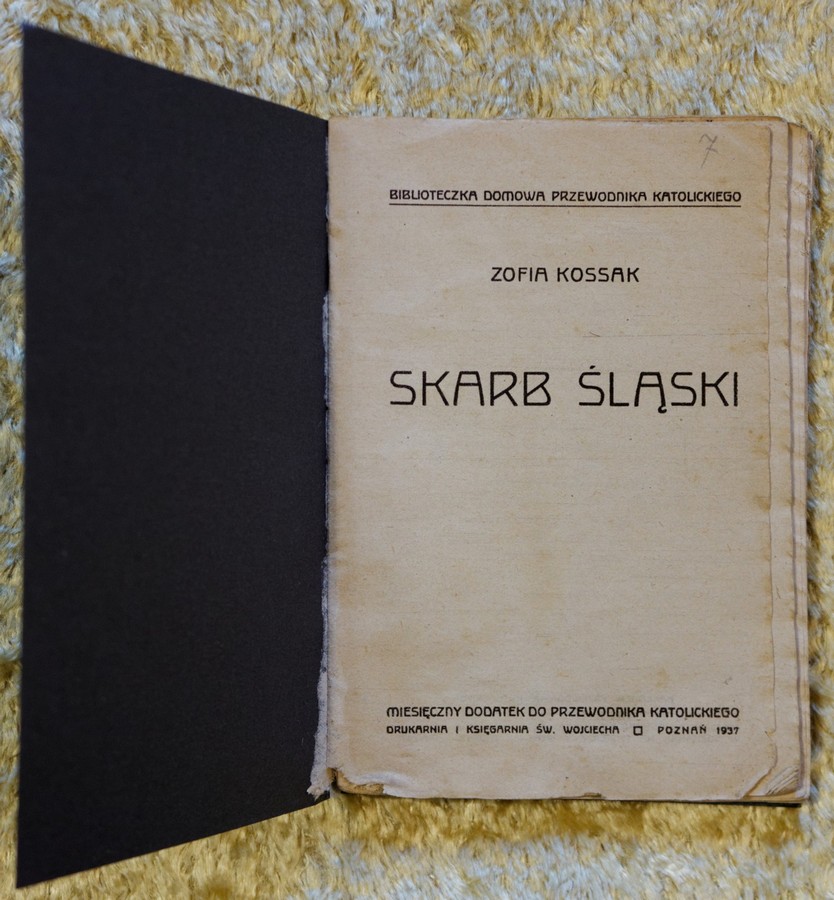 7
BIBLIOTECZKA DOMOWA PRZEWODNIKA KATOLICKIEGO
ZOFIA KOSSAK
SKARB ŚLĄSKI
MIESIĘCZNY DODATEK DO PRZEWODNIKA KATOLICKIEGO
DRUKARNIA I KSIĘGARNIA ŚW. WOJCIECHA □ POZNAŃ 1937